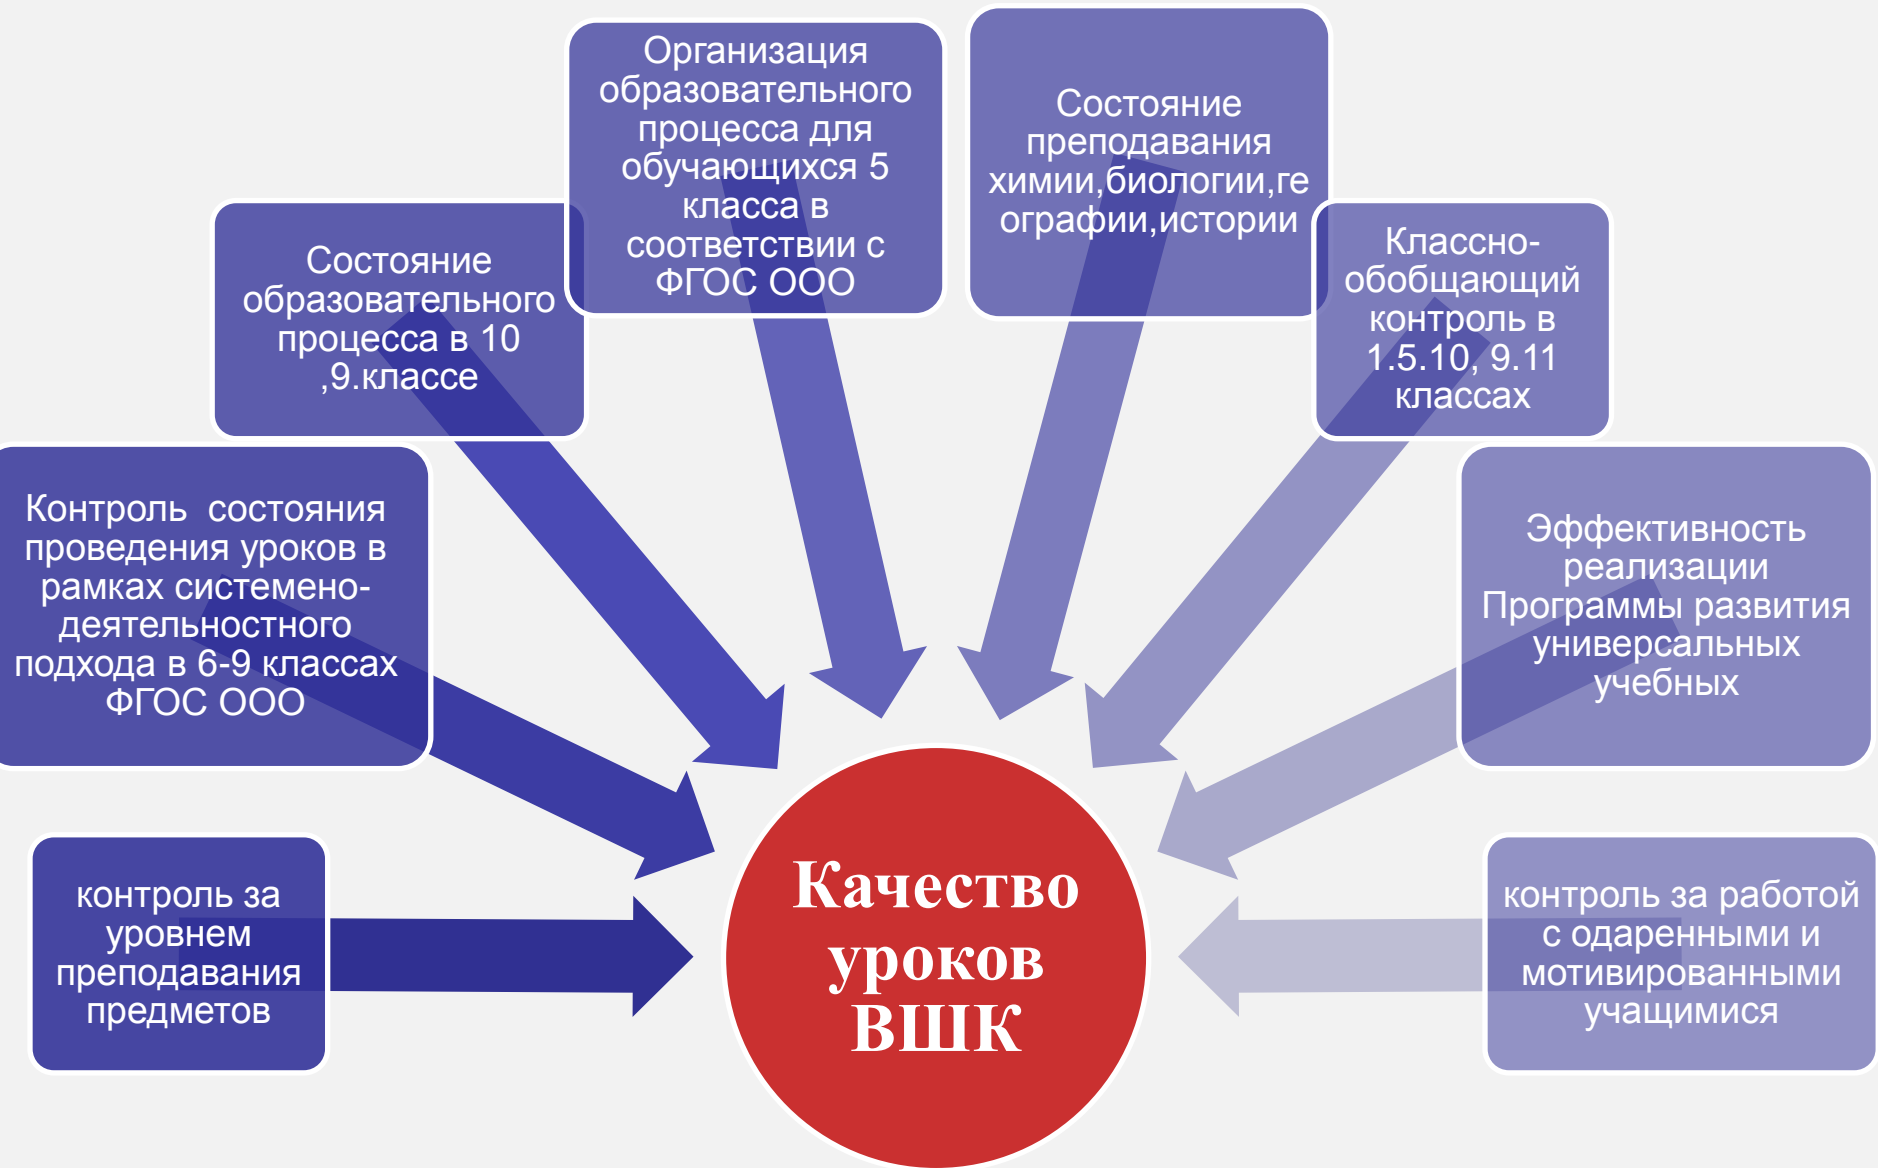 Организация
образовательного
процесса для
обучающихся 5
класса в
соответствии с
ФГОС ООО
Состояние
преподавания
химии,биологии,ге
ографии,истории
Состояние
образовательного
процесса в 10
,9.классе
Классно-
обобщающий
контроль в
1.5.10, 9.11
классах
Контроль  состояния
проведения уроков в
рамках системено-
деятельностного
подхода в 6-9 классах
ФГОС ООО
Эффективность
реализации
Программы развития
универсальных
учебных
контроль за
уровнем
преподавания
предметов
Качество
уроков
ВШК
контроль за работой
с одаренными и
мотивированными
учащимися